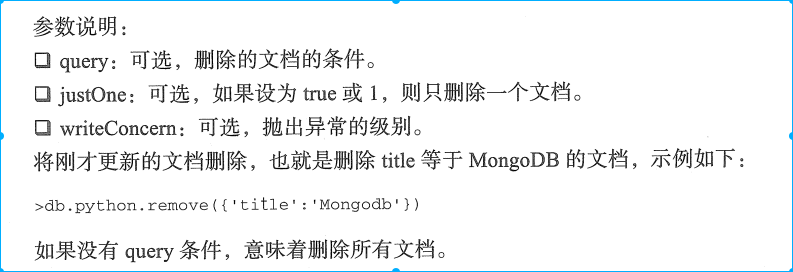 参数说明：
❑ query：可选，删除的文档的条件。
❑ justOne：可选，如果设为 true 或 1，则只删除一个文档。
❑ writeConcern：可选，抛出异常的级别。
将刚才更新的文档删除，也就是删除 title 等于 MongoDB 的文档，示例如下：
>db.python.remove({'title':'Mongodb'})
如果没有 query 条件，意味着删除所有文档。